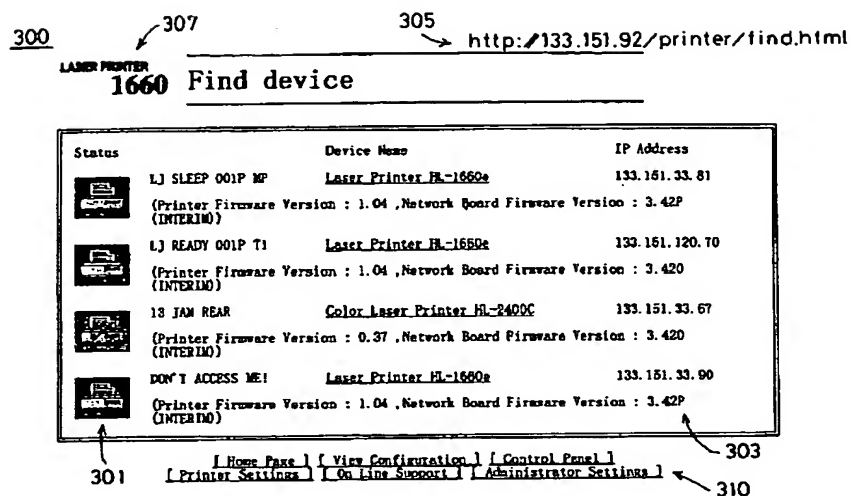 300
307
305
http://133.151.92/printer/find.html
LASER PRINTER
1660 Find device
Status Device Name IP Address
LJ SLEEP 001P MP Laser Printer HL-1660e 133.151.33.81
(Printer Firmware Version : 1.04 ,Network Board Firmware Version : 3.42P
(INTERIM))
LJ READY 001P T1 Laser Printer HL-1660e 133.151.120.70
(Printer Firmware Version : 1.04 ,Network Board Firmware Version : 3.420
(INTERIM))
13 JAM REAR Color Laser Printer HL-2400C 133.151.33.67
(Printer Firmware Version : 0.37 ,Network Board Firmware Version : 3.420
(INTERIM))
DON'T ACCESS ME! Laser Printer HL-1660e 133.151.33.90
(Printer Firmware Version : 1.04 ,Network Board Firmware Version : 3.42P
(INTERIM))
301
303
[ Home Page ] [ View Configuration ] [ Control Panel ]
[ Printer Settings ] [ On Line Support ] [ Administrator Settings ]
310